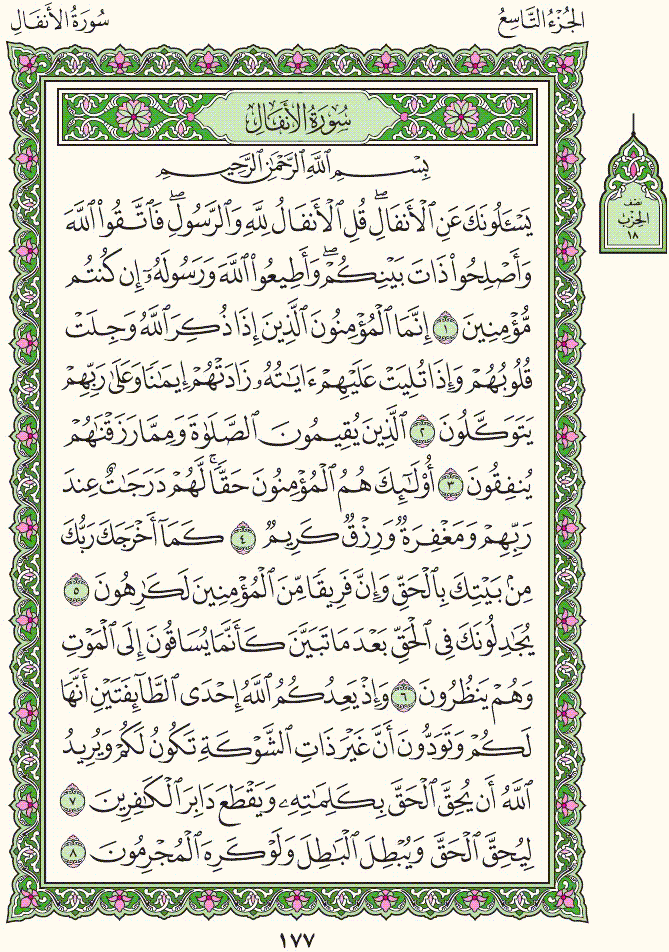 الجُزْءُ التَّاسِعُ
سُورَةُ الأَنفَالِ
سُورَةُ الأَنفَالِ
نصف
الحِزْب
١٨
بِسْمِ ٱللَّهِ ٱلرَّحْمَٰنِ ٱلرَّحِيمِ
يَسْـَٔلُونَكَ عَنِ ٱلْأَنفَالِۖ قُلِ ٱلْأَنفَالُ لِلَّهِ وَٱلرَّسُولِۖ فَٱتَّقُوا۟ ٱللَّهَ
وَأَصْلِحُوا۟ ذَاتَ بَيْنِكُمْۖ وَأَطِيعُوا۟ ٱللَّهَ وَرَسُولَهُۥٓ إِن كُنتُم
مُّؤْمِنِينَ ١ إِنَّمَا ٱلْمُؤْمِنُونَ ٱلَّذِينَ إِذَا ذُكِرَ ٱللَّهُ وَجِلَتْ
قُلُوبُهُمْ وَإِذَا تُلِيَتْ عَلَيْهِمْ ءَايَٰتُهُۥ زَادَتْهُمْ إِيمَٰنًا وَعَلَىٰ رَبِّهِمْ
يَتَوَكَّلُونَ ٢ ٱلَّذِينَ يُقِيمُونَ ٱلصَّلَوٰةَ وَمِمَّا رَزَقْنَٰهُمْ
يُنفِقُونَ ٣ أُو۟لَٰٓئِكَ هُمُ ٱلْمُؤْمِنُونَ حَقًّاۚ لَّهُمْ دَرَجَٰتٌ عِندَ
رَبِّهِمْ وَمَغْفِرَةٌ وَرِزْقٌ كَرِيمٌ ٤ كَمَآ أَخْرَجَكَ رَبُّكَ
مِنۢ بَيْتِكَ بِٱلْحَقِّ وَإِنَّ فَرِيقًا مِّنَ ٱلْمُؤْمِنِينَ لَكَٰرِهُونَ ٥
يُجَٰدِلُونَكَ فِى ٱلْحَقِّ بَعْدَ مَا تَبَيَّنَ كَأَنَّمَا يُسَاقُونَ إِلَى ٱلْمَوْتِ
وَهُمْ يَنظُرُونَ ٦ وَإِذْ يَعِدُكُمُ ٱللَّهُ إِحْدَى ٱلطَّآئِفَتَيْنِ أَنَّهَا
لَكُمْ وَتَوَدُّونَ أَنَّ غَيْرَ ذَاتِ ٱلشَّوْكَةِ تَكُونُ لَكُمْ وَيُرِيدُ
ٱللَّهُ أَن يُحِقَّ ٱلْحَقَّ بِكَلِمَٰتِهِۦ وَيَقْطَعَ دَابِرَ ٱلْكَٰفِرِينَ ٧
لِيُحِقَّ ٱلْحَقَّ وَيُبْطِلَ ٱلْبَٰطِلَ وَلَوْ كَرِهَ ٱلْمُجْرِمُونَ ٨
١٧٧